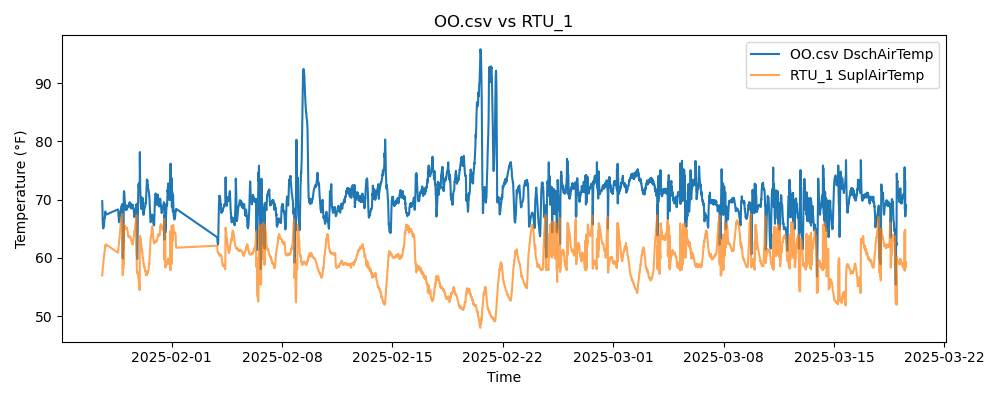 OO.csv vs RTU_1
OO.csv DschAirTemp
RTU_1 SuplAirTemp
Temperature (°F)
90
80
70
60
50
2025-02-01
2025-02-08
2025-02-15
2025-02-22
2025-03-01
2025-03-08
2025-03-15
2025-03-22
Time